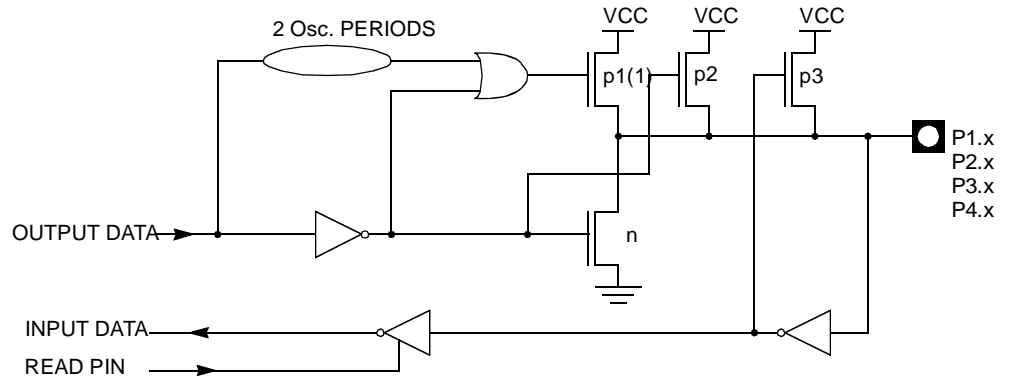 VCC
VCC
VCC
2 Osc. PERIODS
p1(1)
p2
p3
P1.x
P2.x
P3.x
P4.x
OUTPUT DATA
n
INPUT DATA
READ PIN